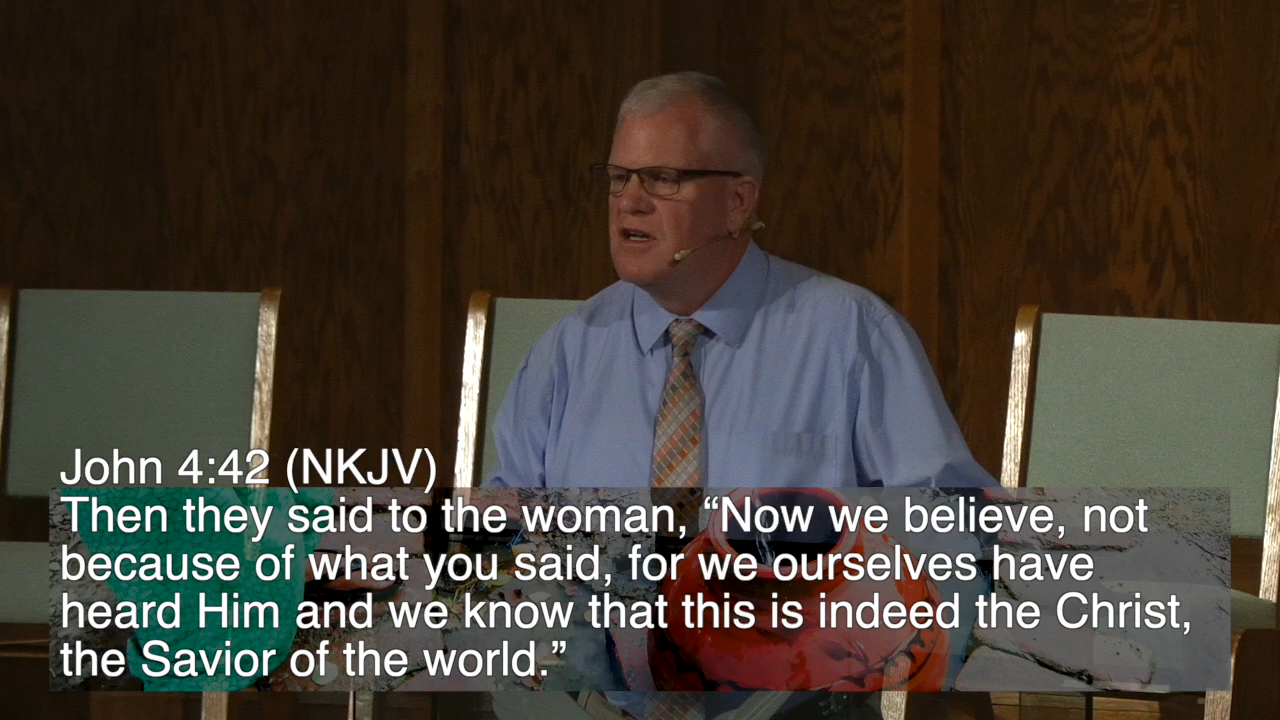 John 4:42 (NKJV)
Then they said to the woman, “Now we believe, not
because of what you said, for we ourselves have
heard Him and we know that this is indeed the Christ,
the Savior of the world.”